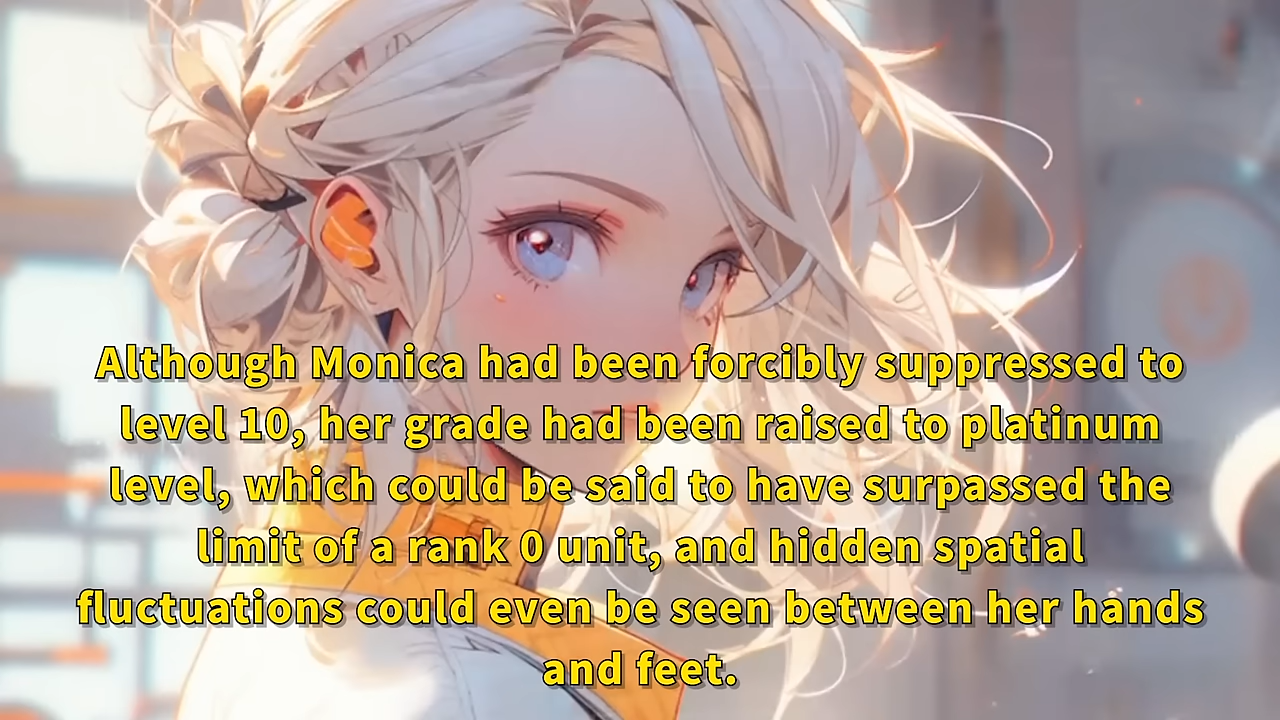 Although Monica had been forcibly suppressed to
level 10, her grade had been raised to platinum
level, which could be said to have surpassed the
limit of a rank 0 unit, and hidden spatial
fluctuations could even be seen between her hands
and feet.